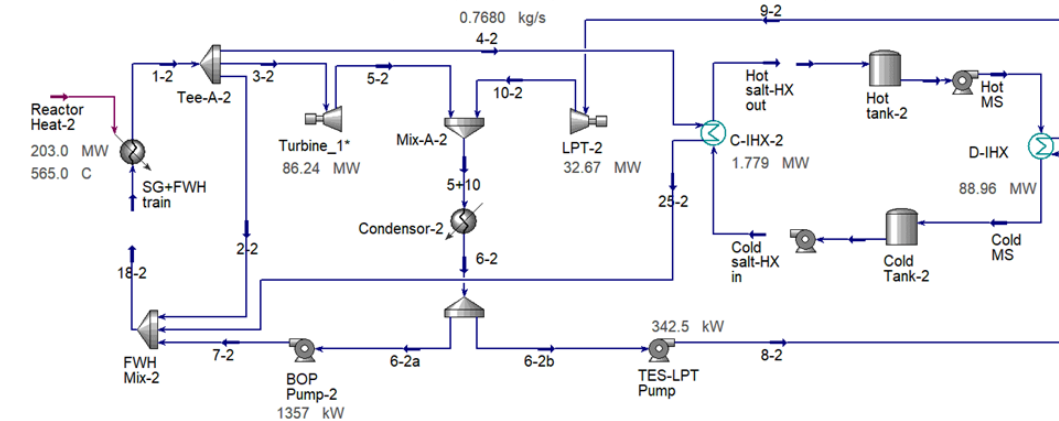 9-2
0.7680 kg/s
4-2
1-2
3-2
5-2
10-2
Tee-A-2
Reactor
Heat-2
203.0 MW
565.0 C
SG+FWH
train
Turbine_1*
86.24 MW
Mix-A-2
LPT-2
32.67 MW
Hot
salt-HX
out
Hot
tank-2
Hot
MS
C-IHX-2
1.779 MW
D-IHX
88.96 MW
5+10
25-2
Condensor-2
2-2
6-2
18-2
Cold
salt-HX
in
Cold
Tank-2
Cold
MS
FWH
Mix-2
7-2
BOP
Pump-2
1357 kW
6-2a
6-2b
342.5 kW
TES-LPT
Pump
8-2